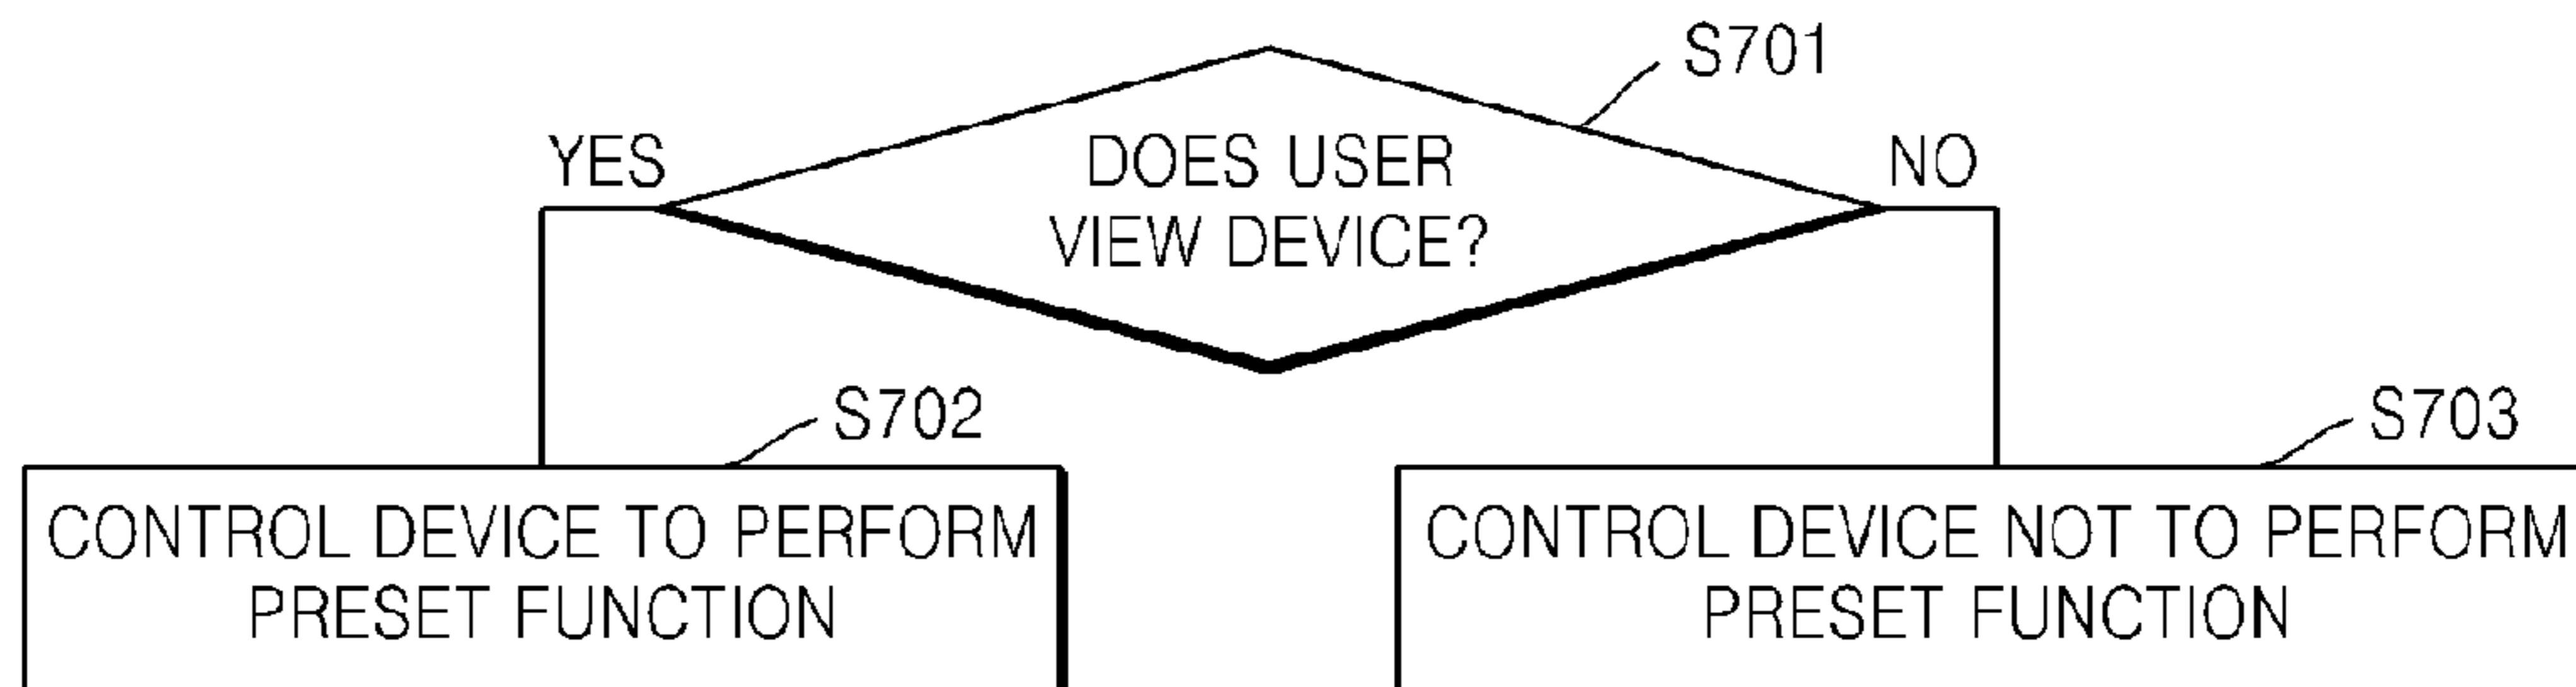 S701
YES
DOES USER
VIEW DEVICE?
NO
S702
CONTROL DEVICE TO PERFORM
PRESET FUNCTION
S703
CONTROL DEVICE NOT TO PERFORM
PRESET FUNCTION